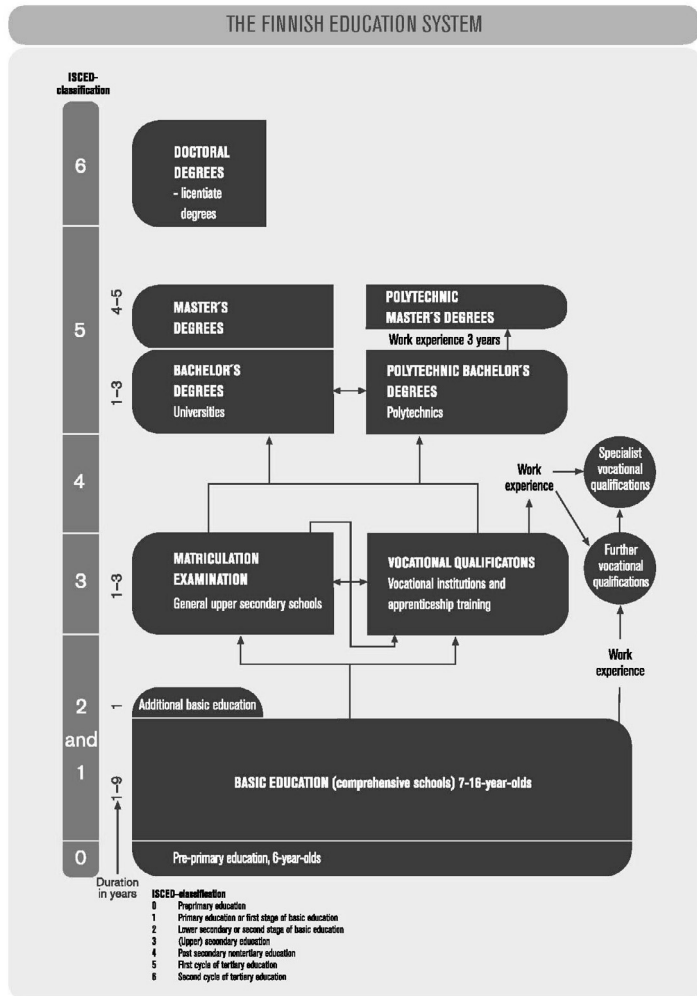 THE FINNISH EDUCATION SYSTEM
ISCED-
classification
6
DOCTORAL
DEGREES
- licentiate
degrees
5
4–5
MASTER´S
DEGREES
POLYTECHNIC
MASTER´S DEGREES
Work experience 3 years
1–3
BACHELOR´S
DEGREES
Universities
POLYTECHNIC BACHELOR´S
DEGREES
Polytechnics
4
Work
experience
Specialist
vocational
qualifications
3
1–3
MATRICULATION
EXAMINATION
General upper secondary schools
VOCATIONAL QUALIFICATONS
Vocational institutions and
apprenticeship training
Further
vocational
qualifications
Work
experience
2
and
1
1
Additional basic education
1–9
BASIC EDUCATION (comprehensive schools) 7-16-year-olds
0
Pre-primary education, 6-year-olds
Duration
in years
ISCED-classification
0 Preprimary education
1 Primary education or first stage of basic education
2 Lower secondary or second stage of basic education
3 (Upper) secondary education
4 Post secondary nontertiary education
5 First cycle of tertiary education
6 Second cycle of tertiary education